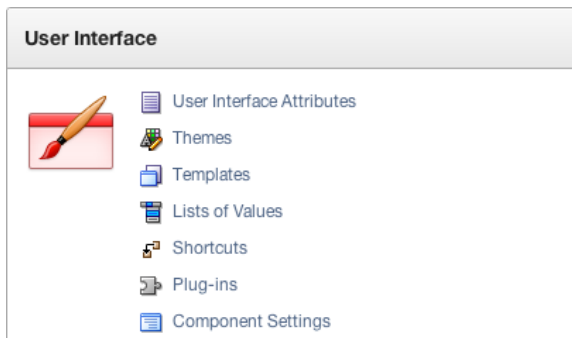 User Interface
User Interface Attributes
Themes
Templates
Lists of Values
Shortcuts
Plug-ins
Component Settings